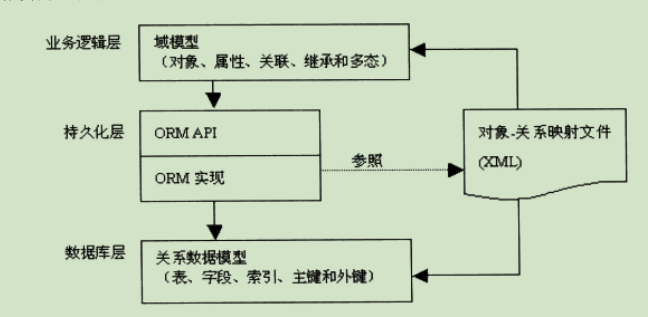 业务逻辑层
域模型
（对象、属性、关联、继承和多态）
持久化层
ORM API
ORM 实现
参照
对象-关系映射文件
(XML)
数据库层
关系数据模型
（表、字段、索引、主键和外键）